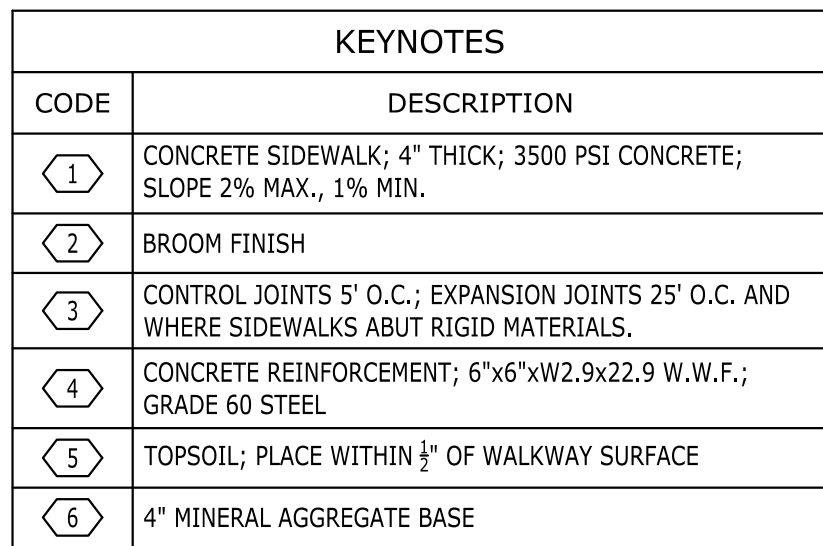 KEYNOTES
CODE DESCRIPTION
1 CONCRETE SIDEWALK; 4" THICK; 3500 PSI CONCRETE;
SLOPE 2% MAX., 1% MIN.
2 BROOM FINISH
3 CONTROL JOINTS 5' O.C.; EXPANSION JOINTS 25' O.C. AND
WHERE SIDEWALKS ABUT RIGID MATERIALS.
4 CONCRETE REINFORCEMENT; 6"x6"xW2.9x22.9 W.W.F.;
GRADE 60 STEEL
5 TOPSOIL; PLACE WITHIN ½" OF WALKWAY SURFACE
6 4" MINERAL AGGREGATE BASE